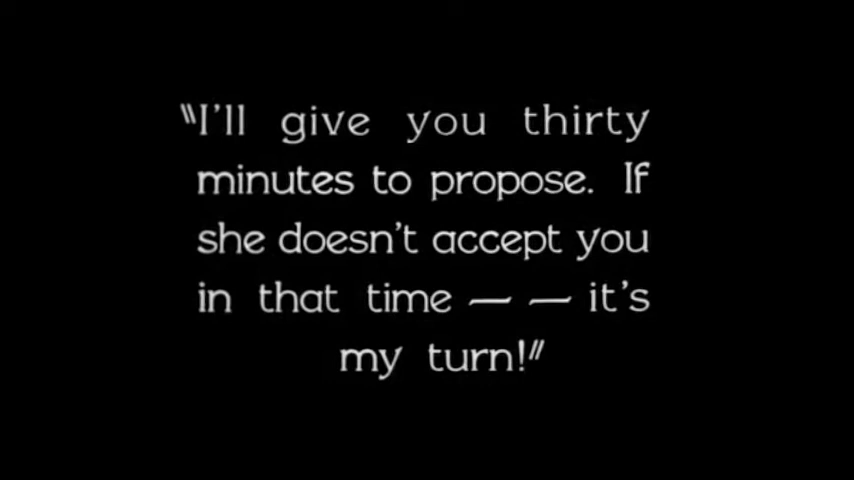 "I'll give you thirty
minutes to propose. If
she doesn't accept you
in that time — — it's
my turn!"